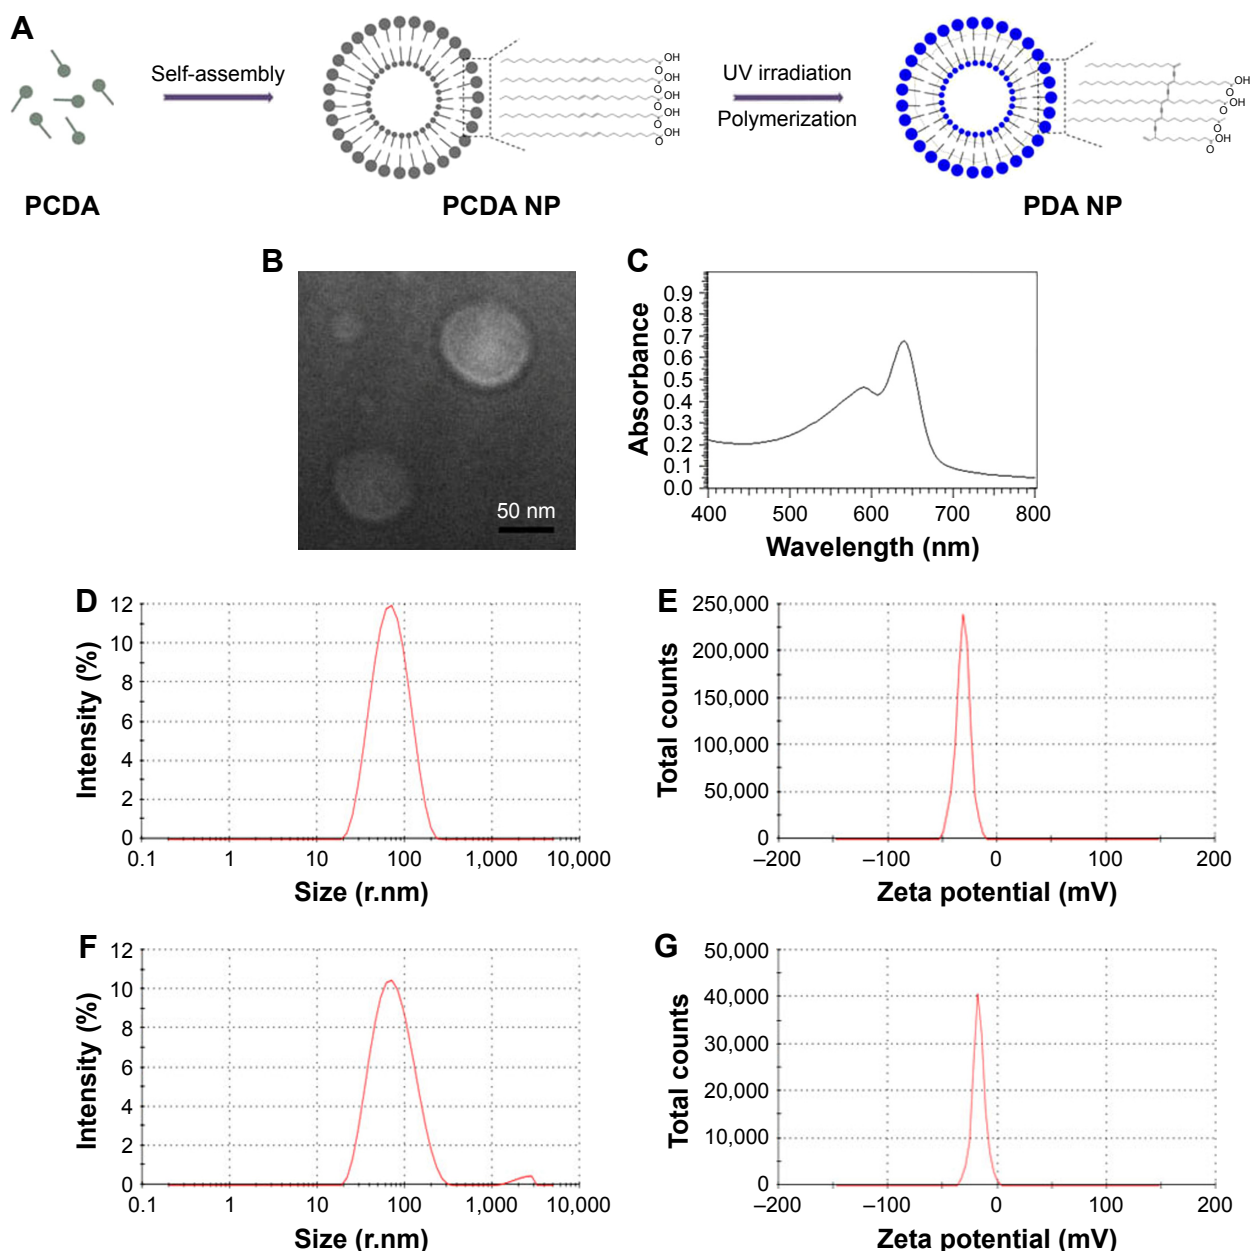 A
Self-assembly
UV irradiation
Polymerization
OH
O
OH
O
OH
O
OH
O
OH
O
OH
O
OH
O
O
OH
O
PCDA
PCDA NP
PDA NP
B
50 nm
C
Absorbance
0.9
0.8
0.7
0.6
0.5
0.4
0.3
0.2
0.1
0.0
400 500 600 700 800
Wavelength (nm)
D
Intensity (%)
12
10
8
6
4
2
0
0.1 1 10 100 1,000 10,000
Size (r.nm)
E
Total counts
250,000
200,000
150,000
100,000
50,000
0
–200 –100 0 100 200
Zeta potential (mV)
F
Intensity (%)
12
10
8
6
4
2
0
0.1 1 10 100 1,000 10,000
Size (r.nm)
G
Total counts
50,000
40,000
30,000
20,000
10,000
0
–200 –100 0 100 200
Zeta potential (mV)